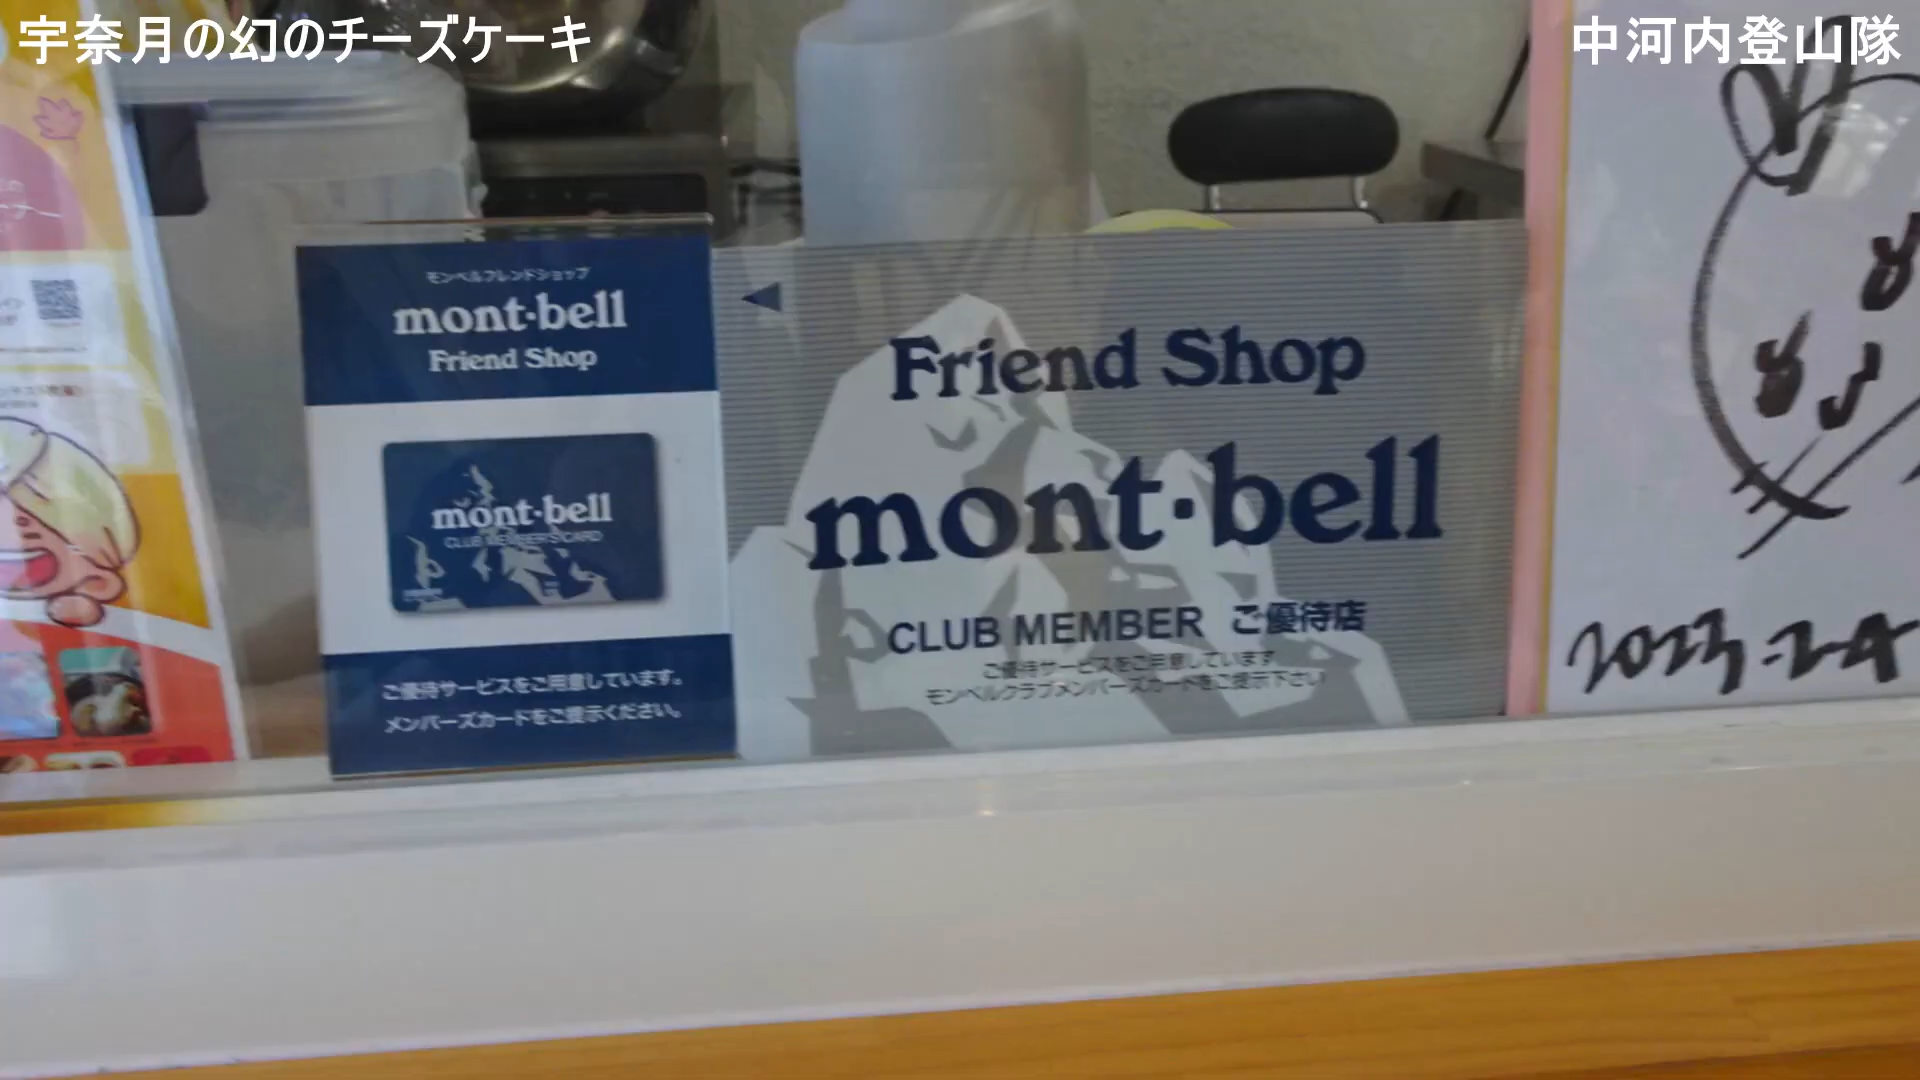 宇奈月の幻のチーズケーキ
中河内登山隊
モンベルフレンドショップ
mont·bell
Friend Shop
mont·bell
CLUB MEMBER'S CARD
ご優待サービスをご用意しています。
メンバーズカードをご提示ください。
Friend Shop
mont·bell
CLUB MEMBER ご優待店
ご優待サービスをご用意しています
モンベルクラブメンバーズカードをご提示下さい